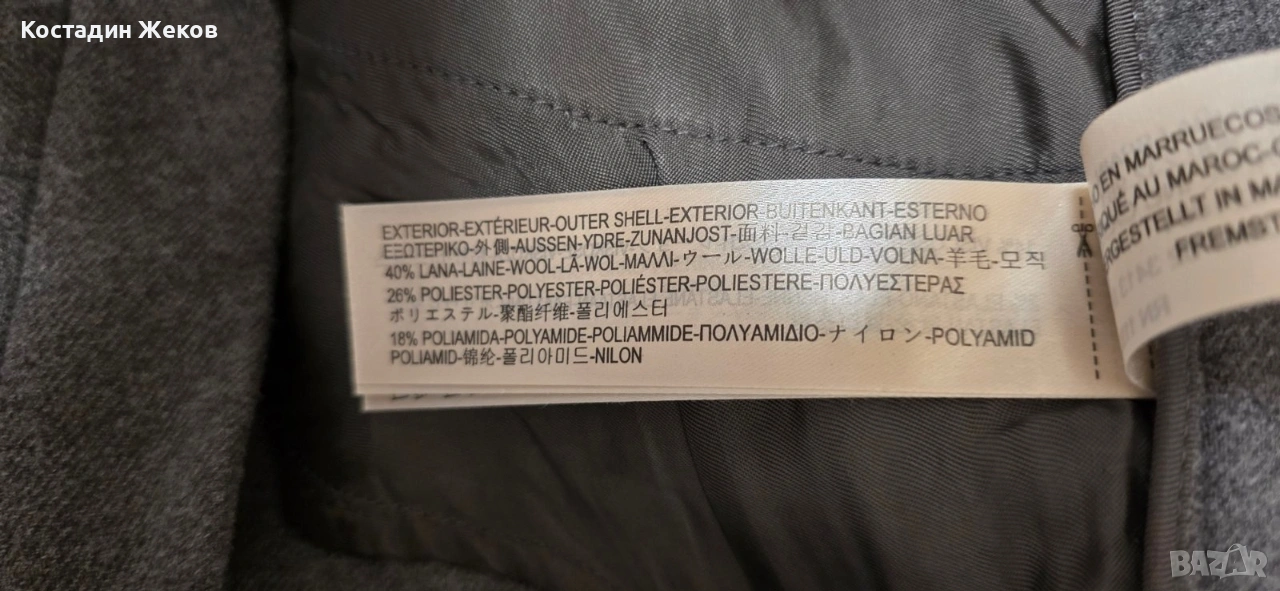 Костадин Жеков
EXTERIOR-EXTÉRIEUR-OUTER SHELL-EXTERIOR-BUITENKANT-ESTERNO
ΕΞΩΤΕΡΙΚΟ-外側-AUSSEN-YDRE-ZUNANJOST-面料-겉감-BAGIAN LUAR
40% LANA-LAINE-WOOL-LÃ-WOL-ΜΑΛΛΙ-ウール-WOLLE-ULD-VOLNA-羊毛-모직
26% POLIESTER-POLYESTER-POLIÉSTER-POLIESTERE-ΠΟΛΥΕΣΤΕΡΑΣ
ポリエステル-聚酯纤维-폴리에스터
18% POLIAMIDA-POLYAMIDE-POLIAMMIDE-ΠΟΛΥΑΜΙΔΙΟ-ナイロン-POLYAMID
POLIAMID-锦纶-폴리아미드-NILON
O EN MARRUECOS
QUÉ AU MAROC-
RGESTELLT IN MA
FREMST
BAZAR